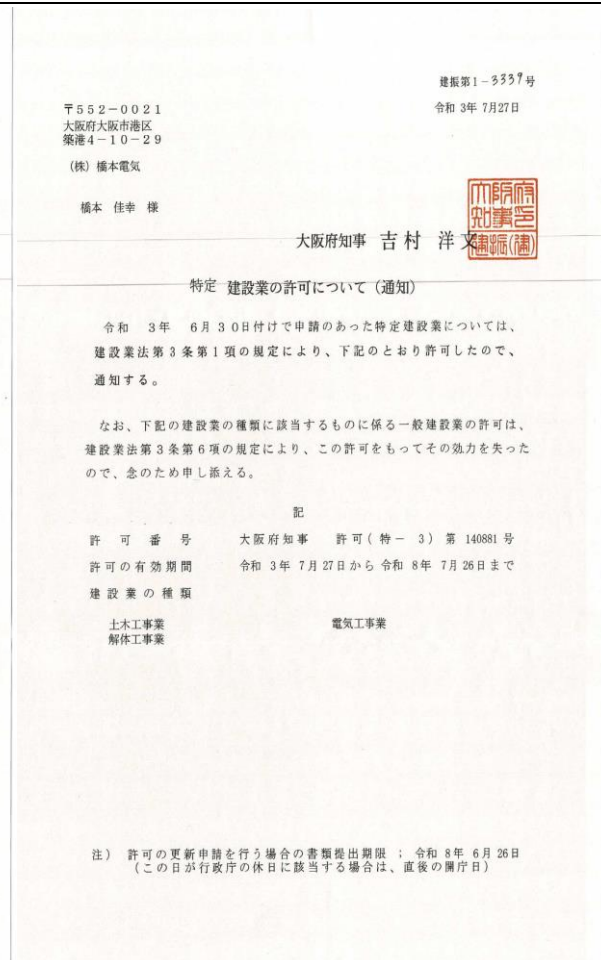 建振第1-3339号
令和 3年 7月27日
〒552-0021
大阪府大阪市港区
築港4-10-29
(株) 橋本電気
橋本 佳幸 様
大阪府知事 吉村 洋文
大阪府
知事印
建振(建)
特定 建設業の許可について(通知)
令和 3年 6月30日付けで申請のあった特定建設業については、
建設業法第3条第1項の規定により、下記のとおり許可したので、
通知する。
なお、下記の建設業の種類に該当するものに係る一般建設業の許可は、
建設業法第3条第6項の規定により、この許可をもってその効力を失った
ので、念のため申し添える。
記
許可番号 大阪府知事 許可(特- 3) 第 140881 号
許可の有効期間 令和 3年 7月27日から 令和 8年 7月26日まで
建設業の種類
土木工事業 電気工事業
解体工事業
注) 許可の更新申請を行う場合の書類提出期限 ; 令和 8年 6月26日
(この日が行政庁の休日に該当する場合は、直後の開庁日)